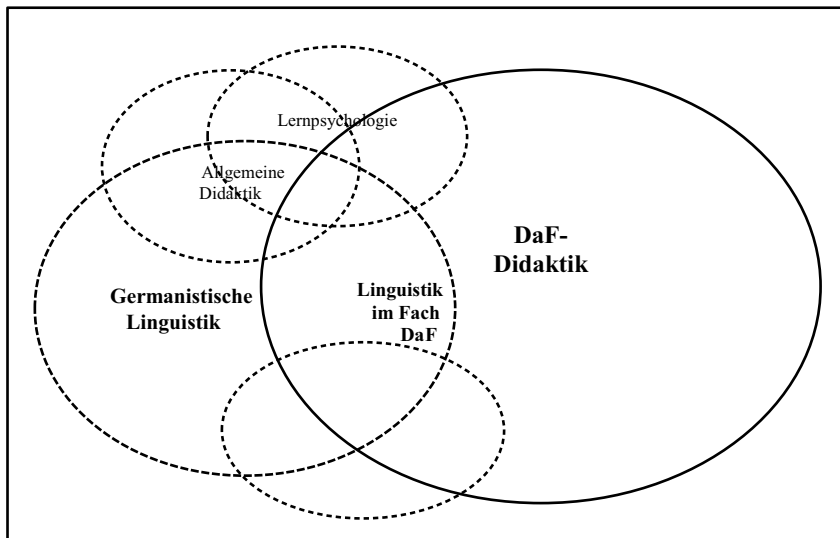 Lernpsychologie
Allgemeine
Didaktik
DaF-
Didaktik
Germanistische
Linguistik
Linguistik
im Fach
DaF